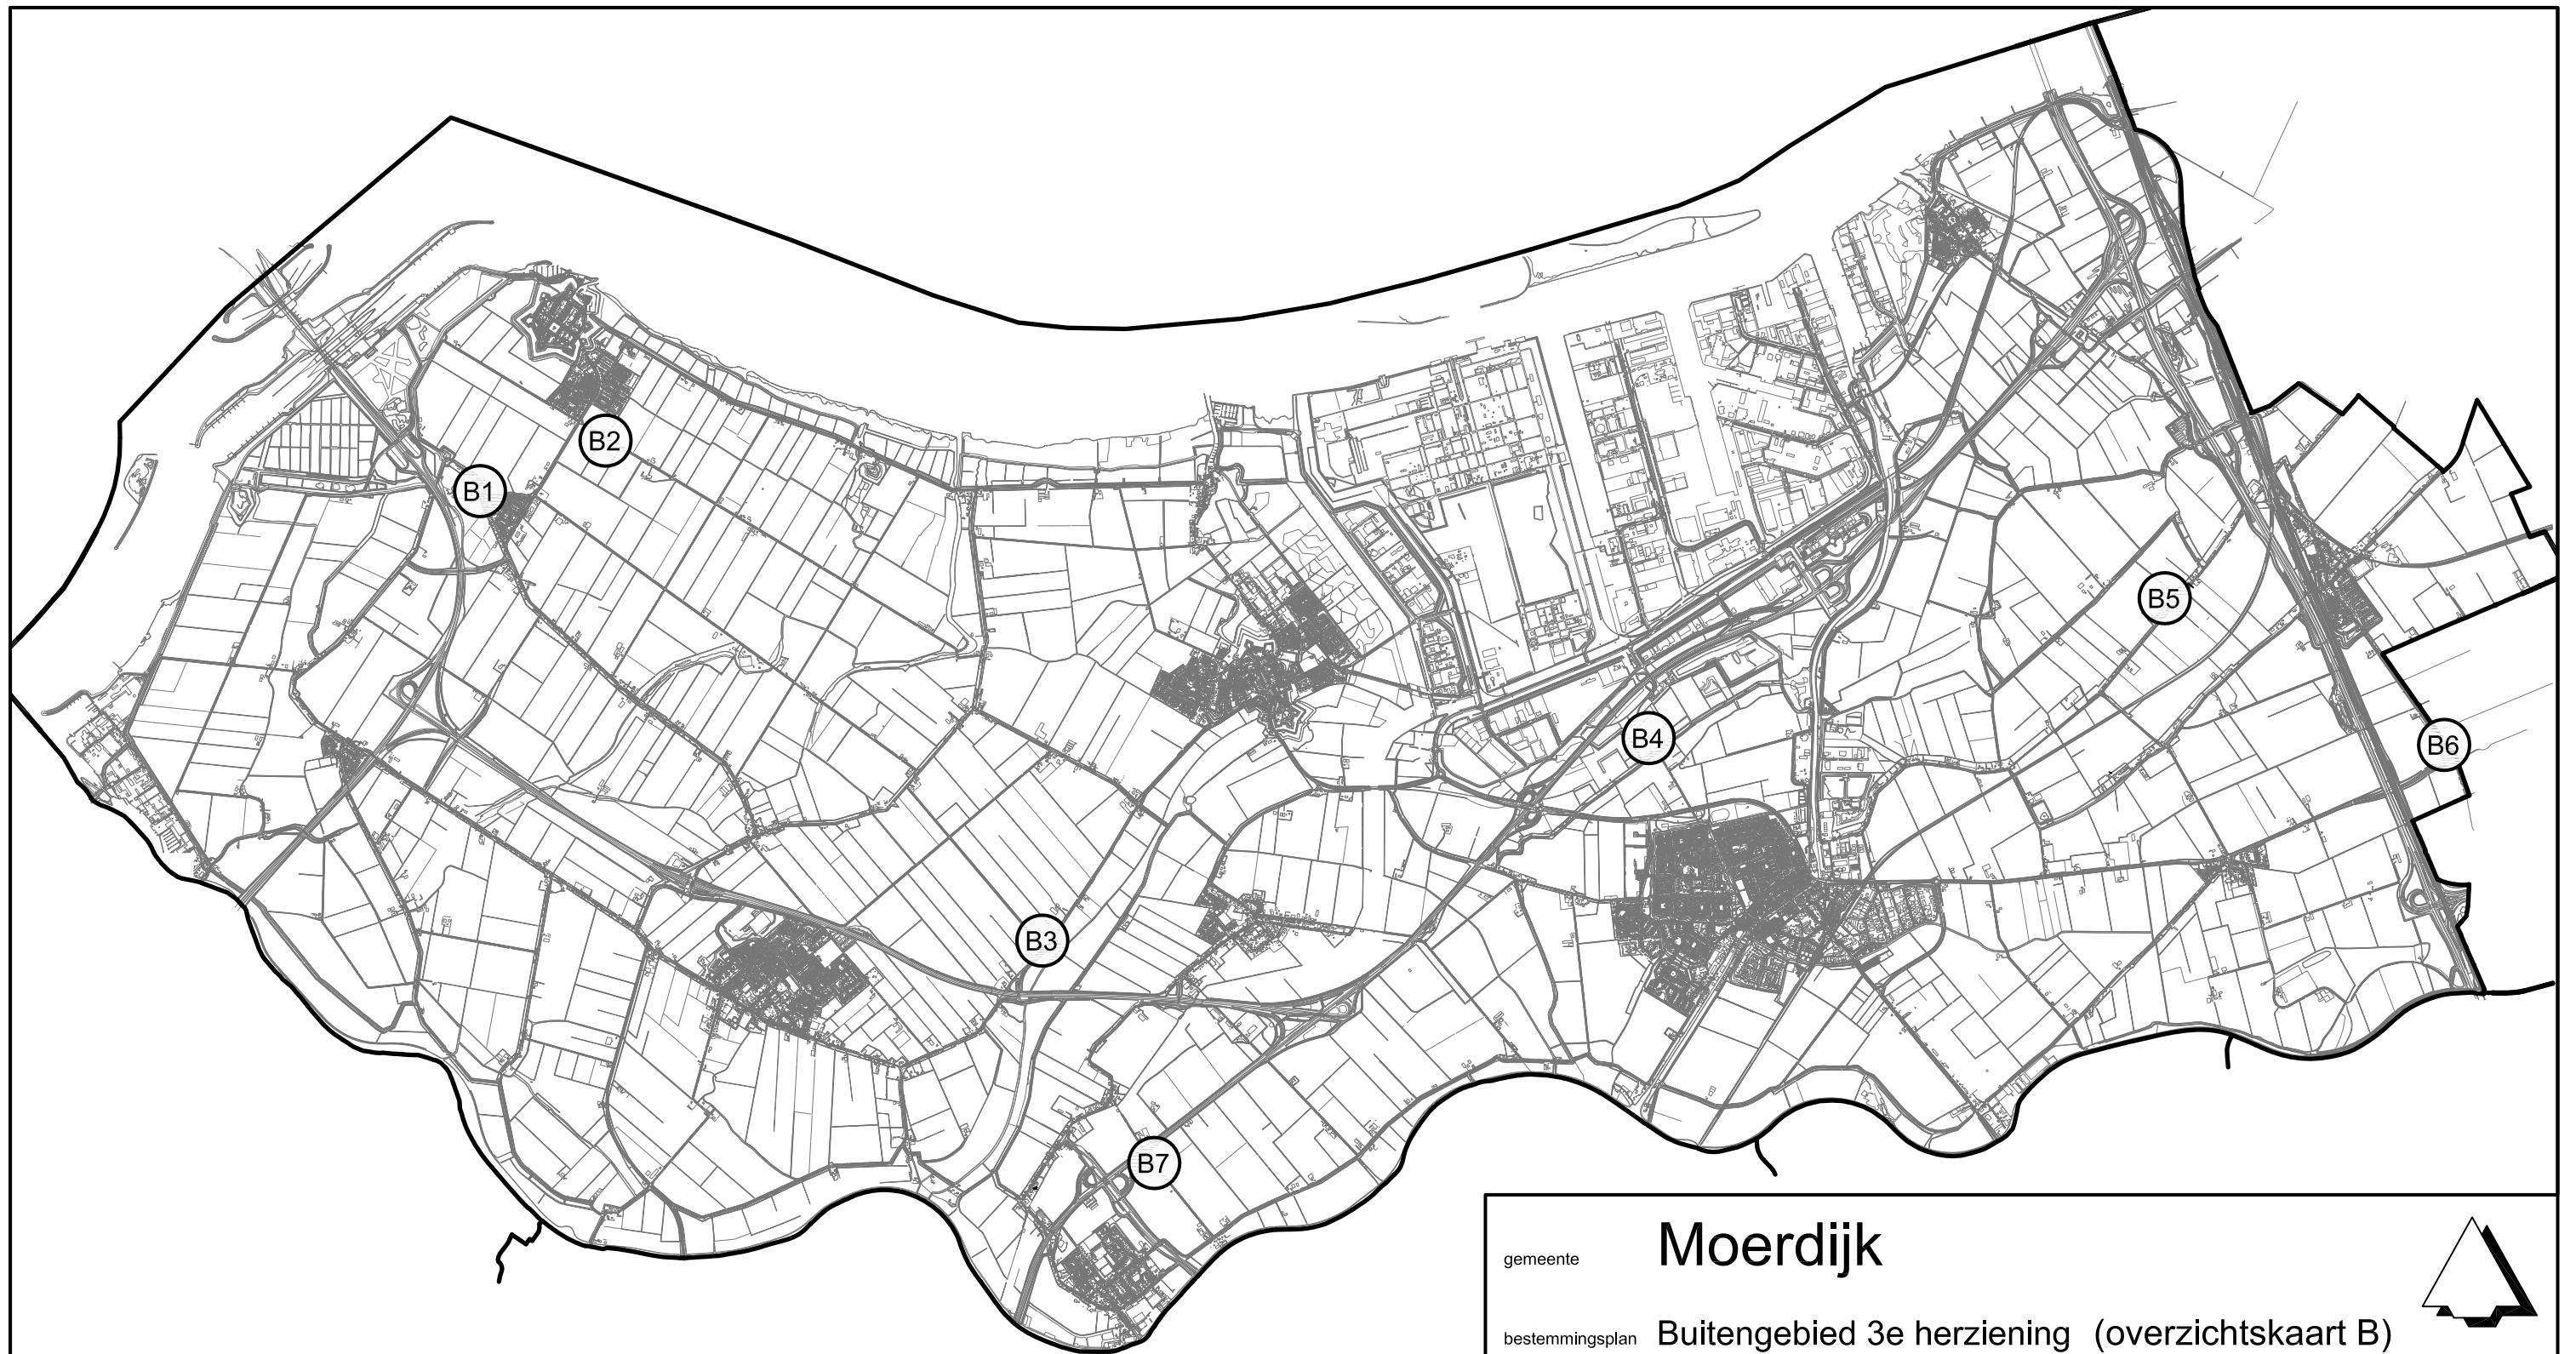 B2
B1
B5
B4
B6
B3
B7
gemeente Moerdijk
bestemmingsplan Buitengebied 3e herziening (overzichtskaart B)